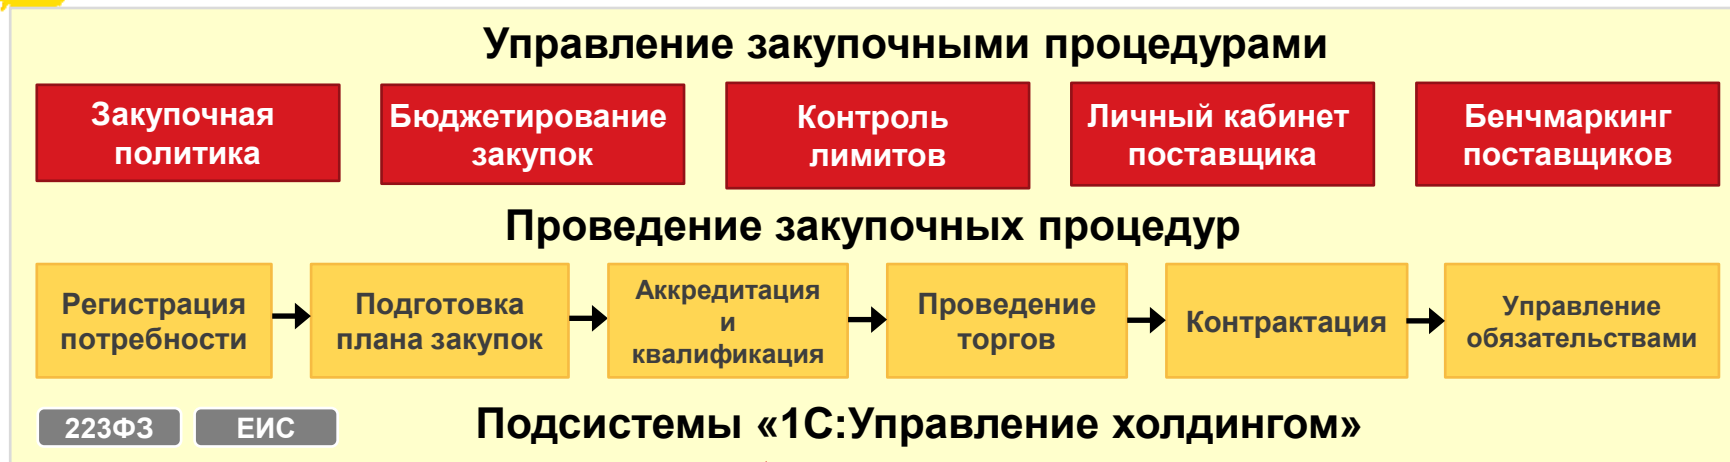 Управление закупочными процедурами
Закупочная
политика
Бюджетирование
закупок
Контроль
лимитов
Личный кабинет
поставщика
Бенчмаркинг
поставщиков
Проведение закупочных процедур
Регистрация
потребности
Подготовка
плана закупок
Аккредитация
и
квалификация
Проведение
торгов
Контрактация
Управление
обязательствами
223ФЗ
ЕИС
Подсистемы «1С:Управление холдингом»